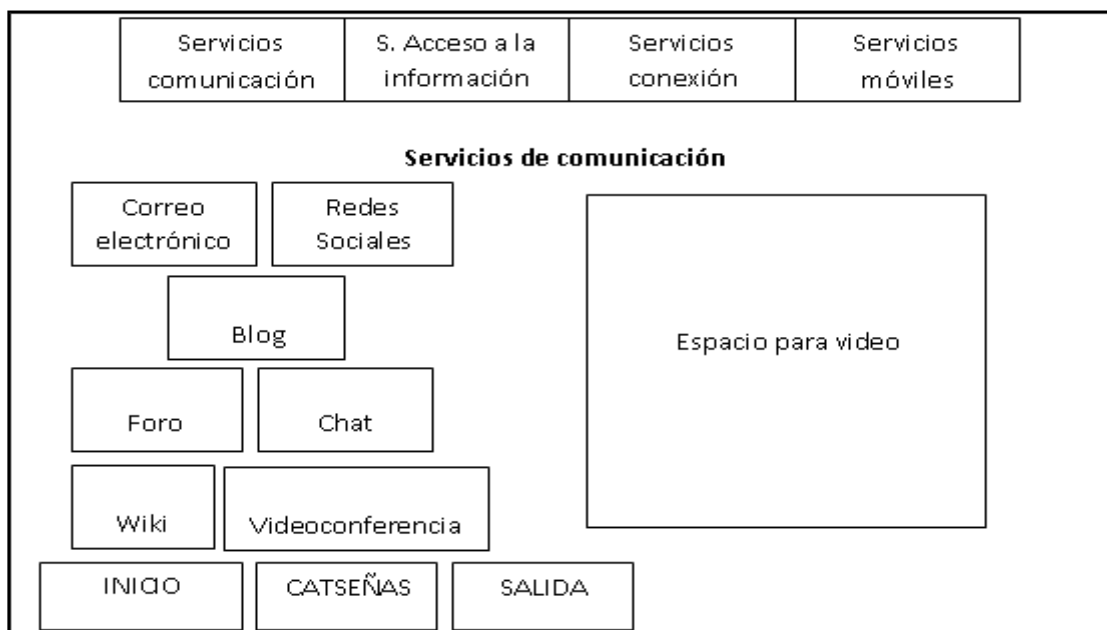 Servicios
comunicación
S. Acceso a la
información
Servicios
conexión
Servicios
móviles
Servicios de comunicación
Correo
electrónico
Redes
Sociales
Blog
Foro
Chat
Wiki
Videoconferencia
Espacio para video
INICIO
CATSEÑAS
SALIDA